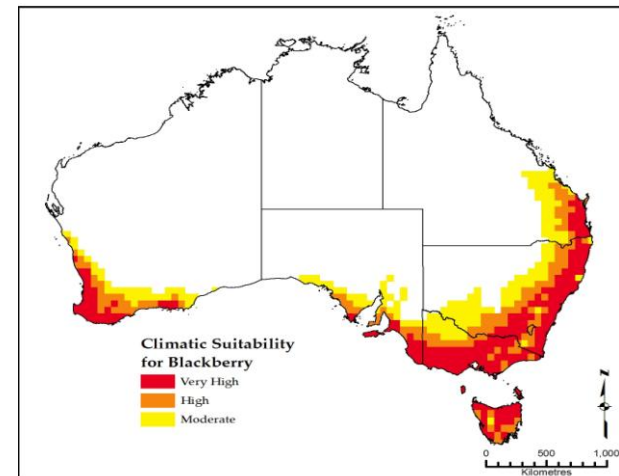 Climatic Suitability
for Blackberry
Very High
High
Moderate
N
0 500 1,000
Kilometres